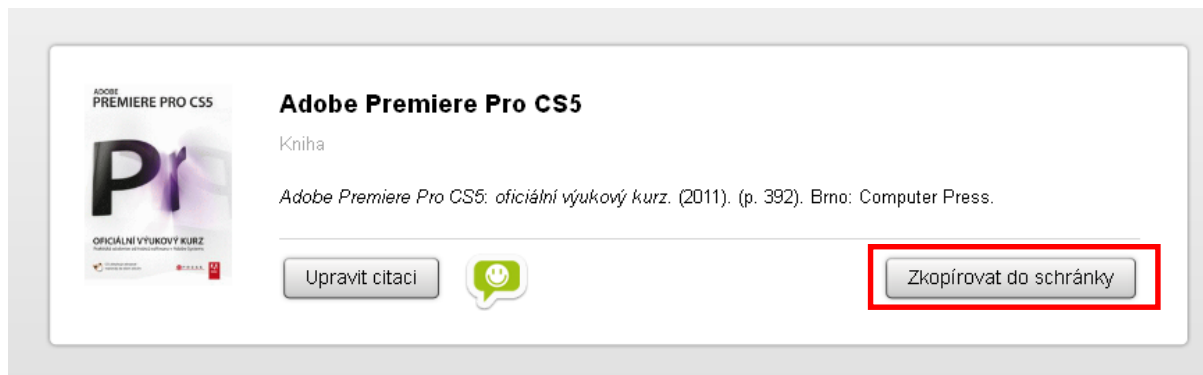 ADOBE
PREMIERE PRO CS5
Pr
OFICIÁLNÍ VÝUKOVÝ KURZ
Adobe Premiere Pro CS5
Kniha
Adobe Premiere Pro CS5: oficiální výukový kurz. (2011). (p. 392). Brno: Computer Press.
Upravit citaci
Zkopírovat do schránky